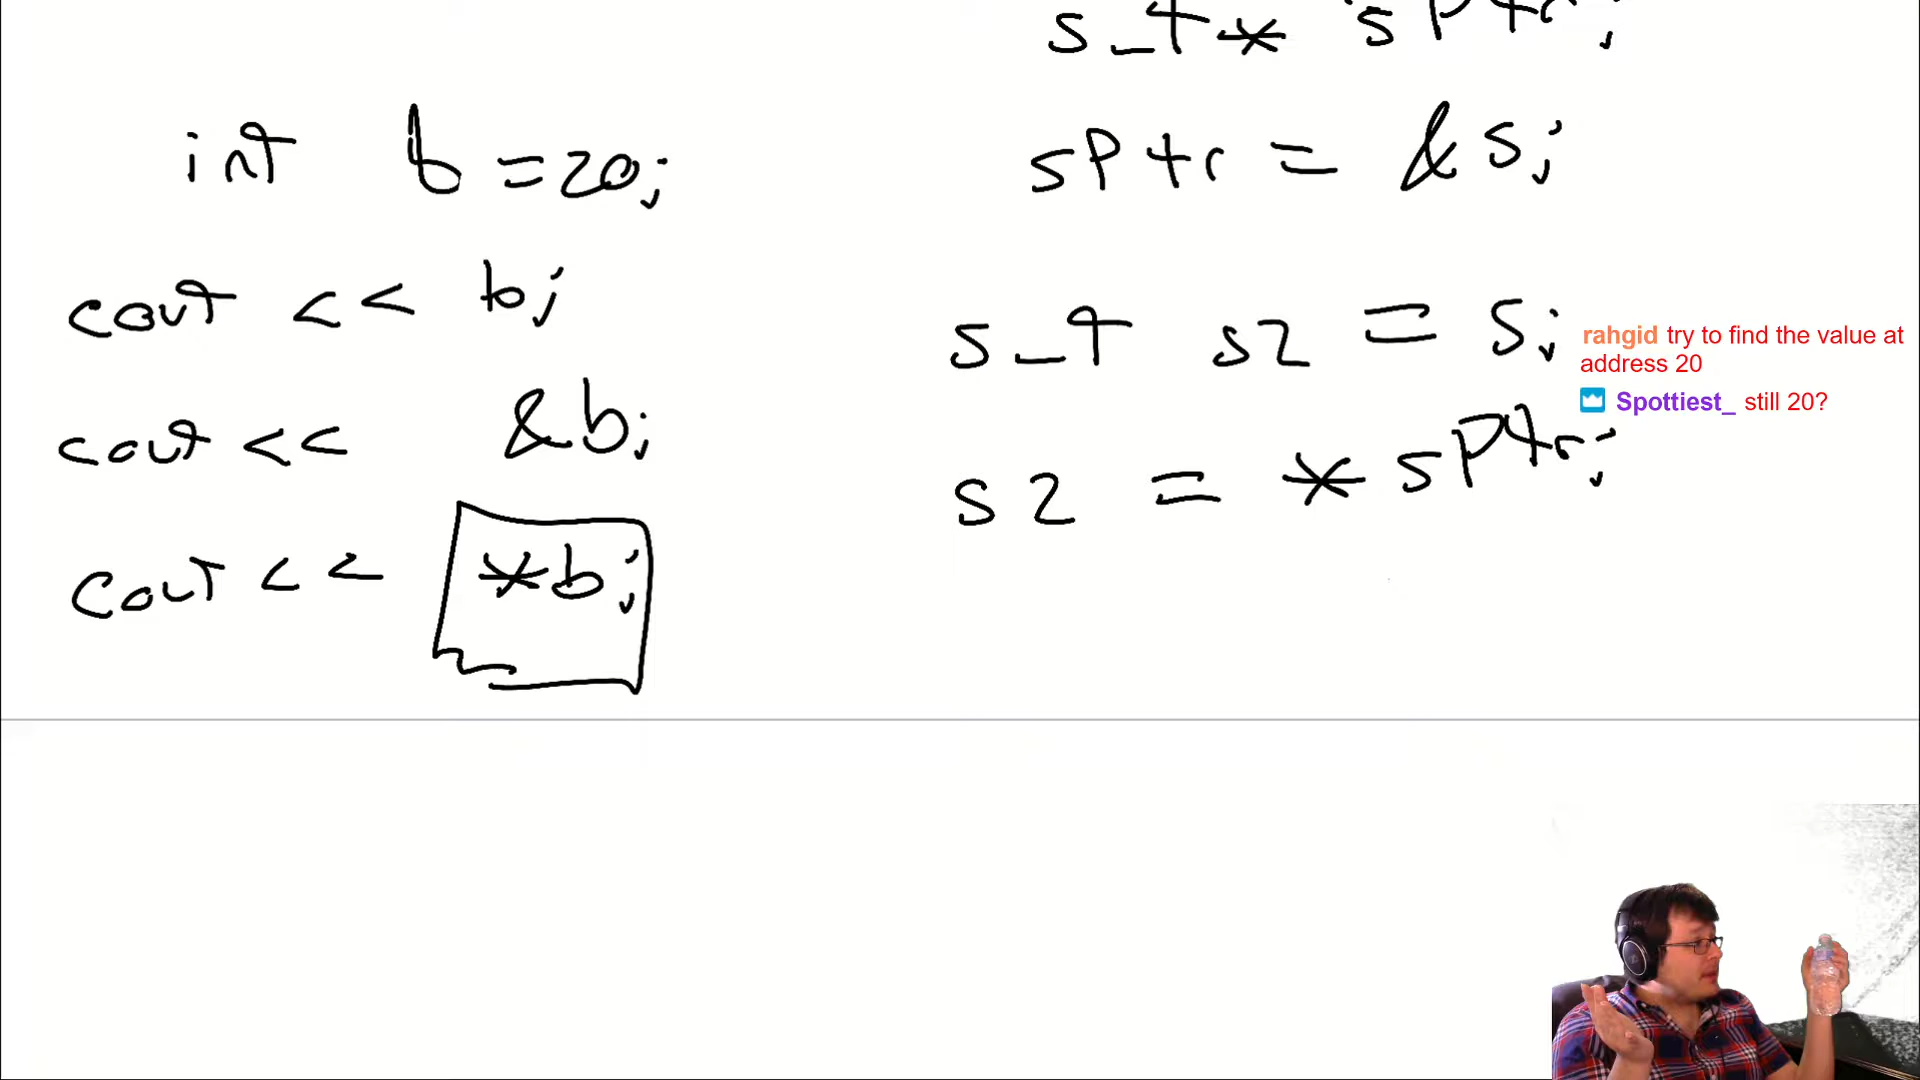 int b = 20;
cout << b;
cout << &b;
cout << *b;
s_t* sptr;
sptr = &s;
s_t s2 = s;
s2 = *sptr;
rahgid try to find the value at
address 20
Spottiest_ still 20?